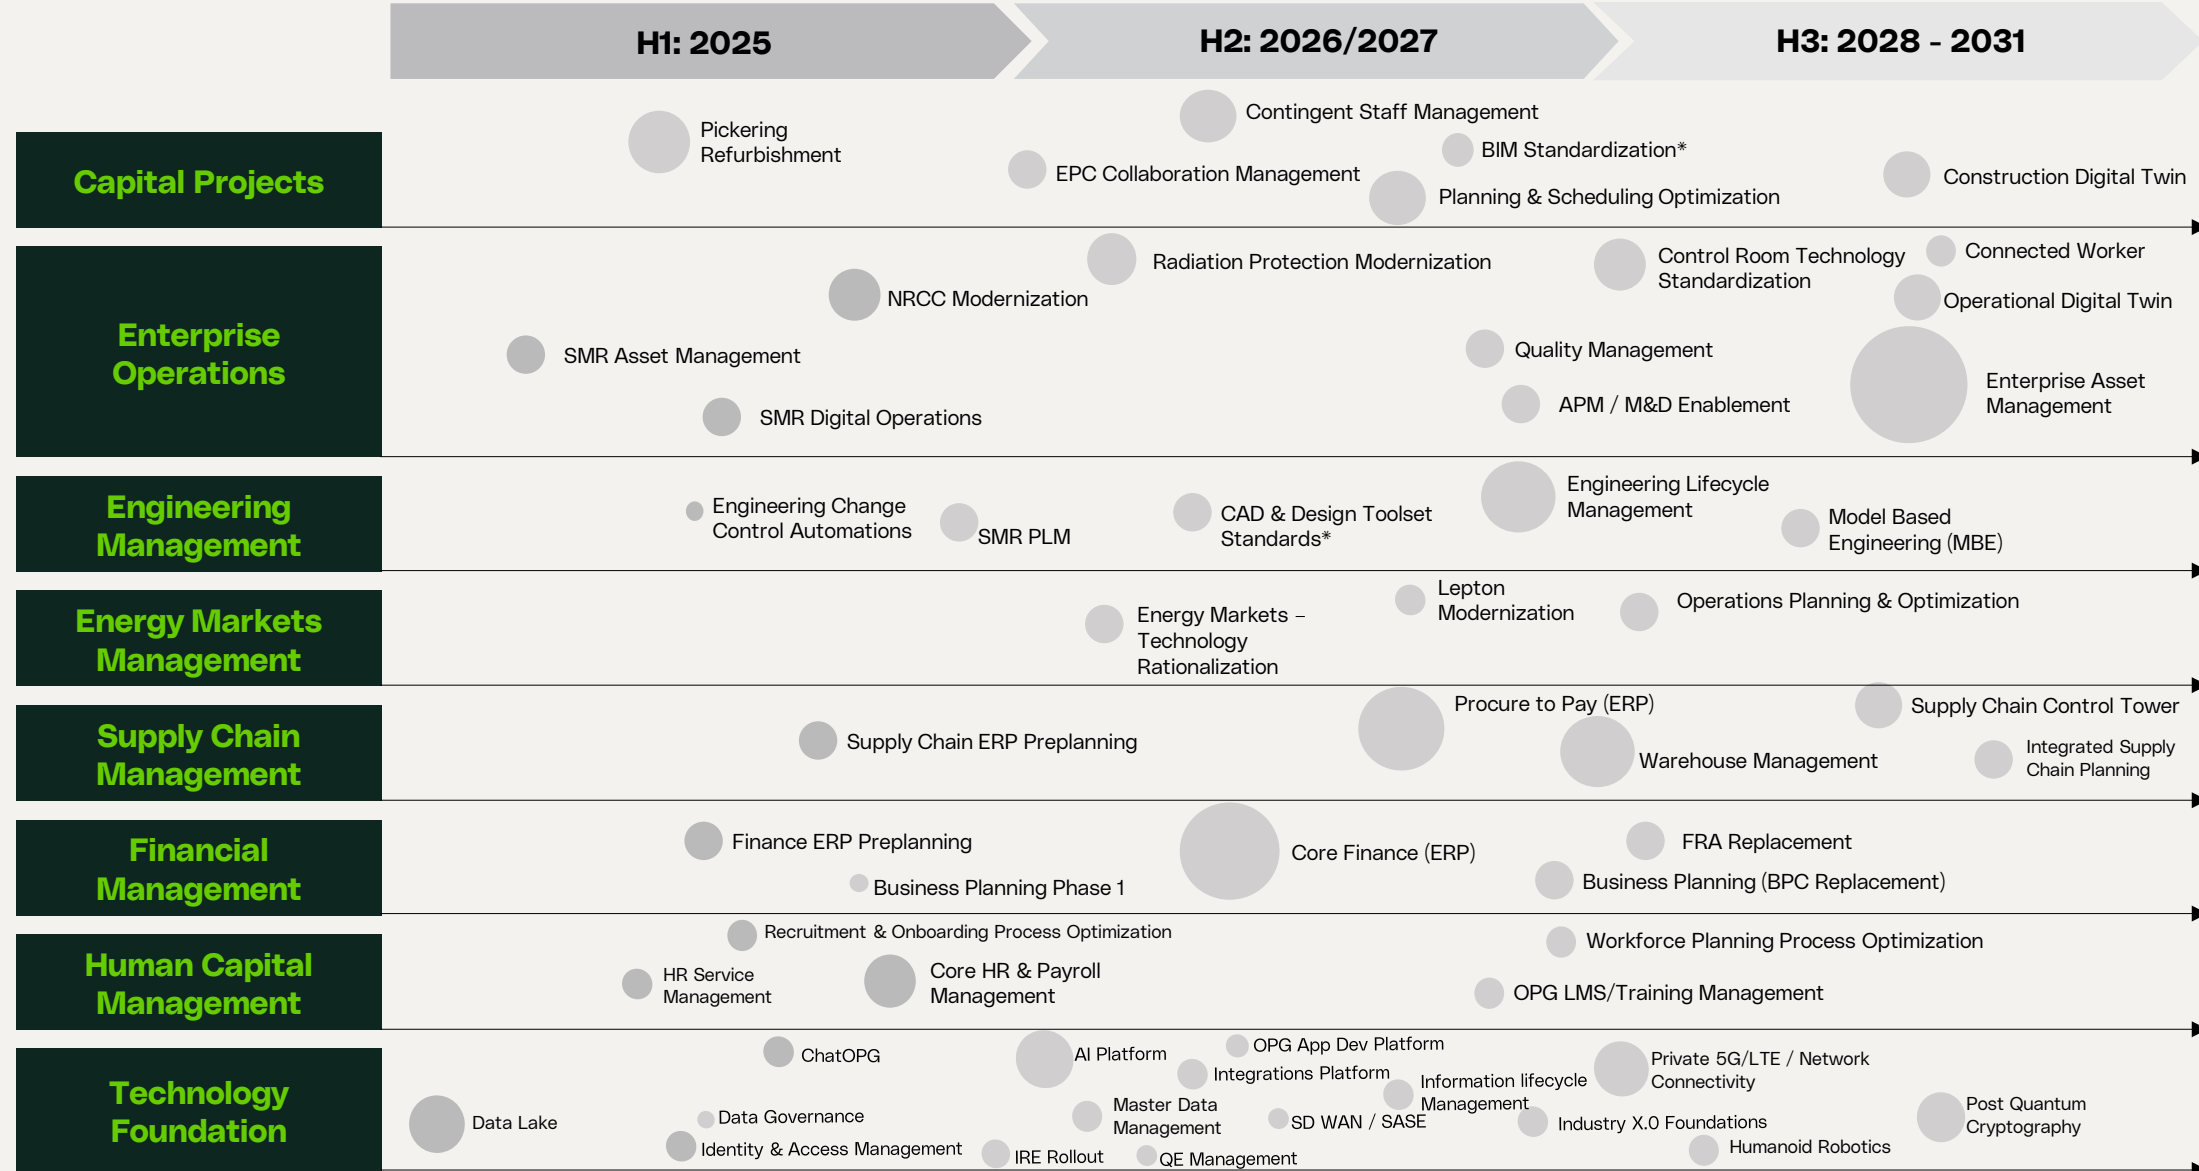 H1: 2025
H2: 2026/2027
H3: 2028 - 2031
Capital Projects
Pickering
Refurbishment
Contingent Staff Management
EPC Collaboration Management
BIM Standardization*
Planning & Scheduling Optimization
Construction Digital Twin
Enterprise
Operations
Radiation Protection Modernization
NRCC Modernization
SMR Asset Management
SMR Digital Operations
Control Room Technology
Standardization
Connected Worker
Operational Digital Twin
Quality Management
APM / M&D Enablement
Enterprise Asset
Management
Engineering
Management
Engineering Change
Control Automations
SMR PLM
CAD & Design Toolset
Standards*
Engineering Lifecycle
Management
Model Based
Engineering (MBE)
Energy Markets
Management
Energy Markets –
Technology
Rationalization
Lepton
Modernization
Operations Planning & Optimization
Supply Chain
Management
Supply Chain ERP Preplanning
Procure to Pay (ERP)
Warehouse Management
Supply Chain Control Tower
Integrated Supply
Chain Planning
Financial
Management
Finance ERP Preplanning
Business Planning Phase 1
Core Finance (ERP)
FRA Replacement
Business Planning (BPC Replacement)
Human Capital
Management
Recruitment & Onboarding Process Optimization
HR Service
Management
Core HR & Payroll
Management
Workforce Planning Process Optimization
OPG LMS/Training Management
Technology
Foundation
ChatOPG
Data Lake
Data Governance
Identity & Access Management
AI Platform
OPG App Dev Platform
Integrations Platform
Master Data
Management
SD WAN / SASE
IRE Rollout
QE Management
Information lifecycle
Management
Private 5G/LTE / Network
Connectivity
Industry X.0 Foundations
Humanoid Robotics
Post Quantum
Cryptography